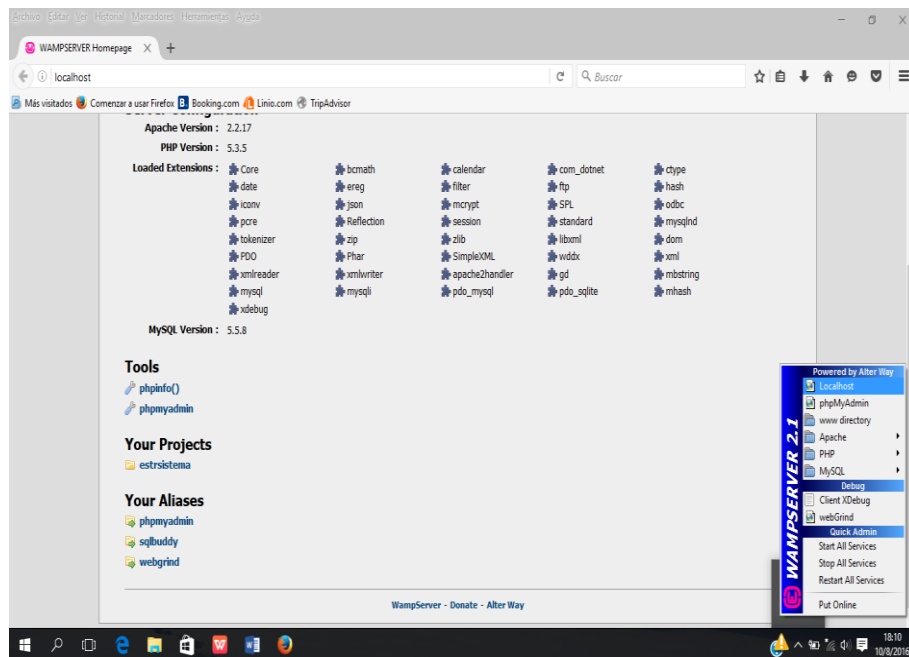 Archivo Editar Ver Historial Marcadores Herramientas Ayuda
WAMPSERVER Homepage
localhost
Buscar
Más visitados Comenzar a usar Firefox Booking.com Linio.com TripAdvisor
Apache Version : 2.2.17
PHP Version : 5.3.5
Loaded Extensions : Core bcmath calendar com_dotnet ctype
date ereg filter ftp hash
iconv json mcrypt SPL odbc
pcre Reflection session standard mysqlnd
tokenizer zip zlib libxml dom
PDO Phar SimpleXML wddx xml
xmlreader xmlwriter apache2handler gd mbstring
mysql mysqli pdo_mysql pdo_sqlite mhash
xdebug
MySQL Version : 5.5.8
Tools
phpinfo()
phpmyadmin
Your Projects
estrsistema
Your Aliases
phpmyadmin
sqlbuddy
webgrind
WampServer - Donate - Alter Way
WAMPSERVER 2.1
Powered by Alter Way
Localhost
phpMyAdmin
www directory
Apache
PHP
MySQL
Debug
Client XDebug
webGrind
Quick Admin
Start All Services
Stop All Services
Restart All Services
Put Online
18:10
10/8/2016